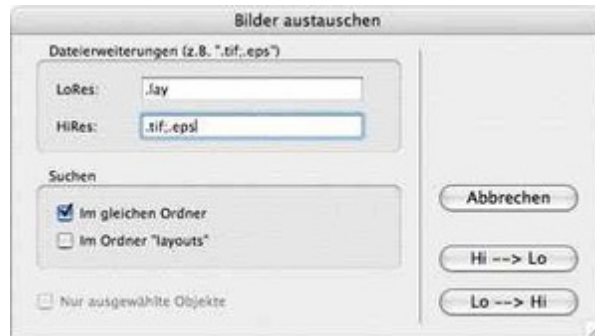 Bilder austauschen
Dateierweiterungen (z.B. ".tif;.eps")
LoRes: .lay
HiRes: .tif;.eps
Suchen
Im gleichen Ordner
Im Ordner "layouts"
Nur ausgewählte Objekte
Abbrechen
Hi --> Lo
Lo --> Hi